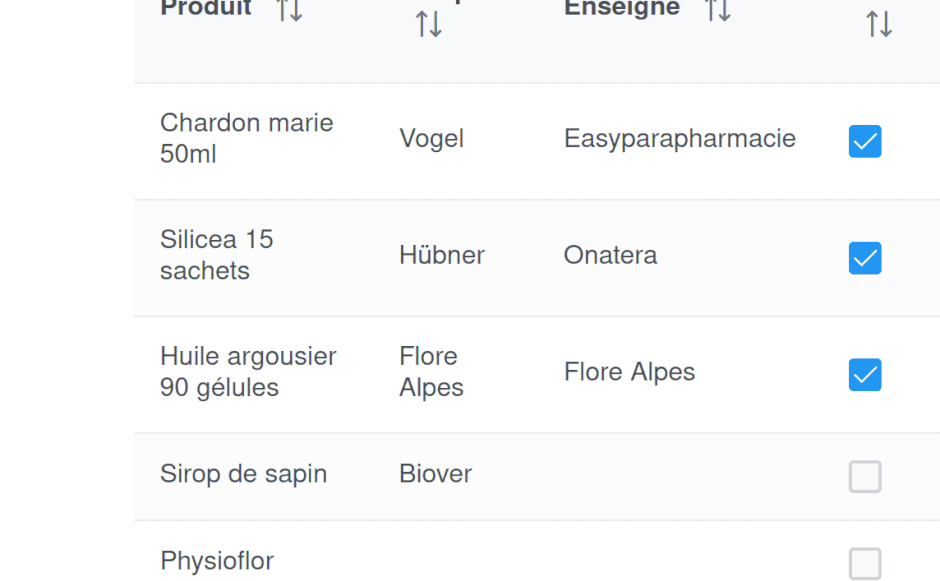 Produit
Enseigne
Chardon marie
50ml
Vogel
Easyparapharmacie
Silicea 15
sachets
Hübner
Onatera
Huile argousier
90 gélules
Flore
Alpes
Flore Alpes
Sirop de sapin
Biover
Physioflor